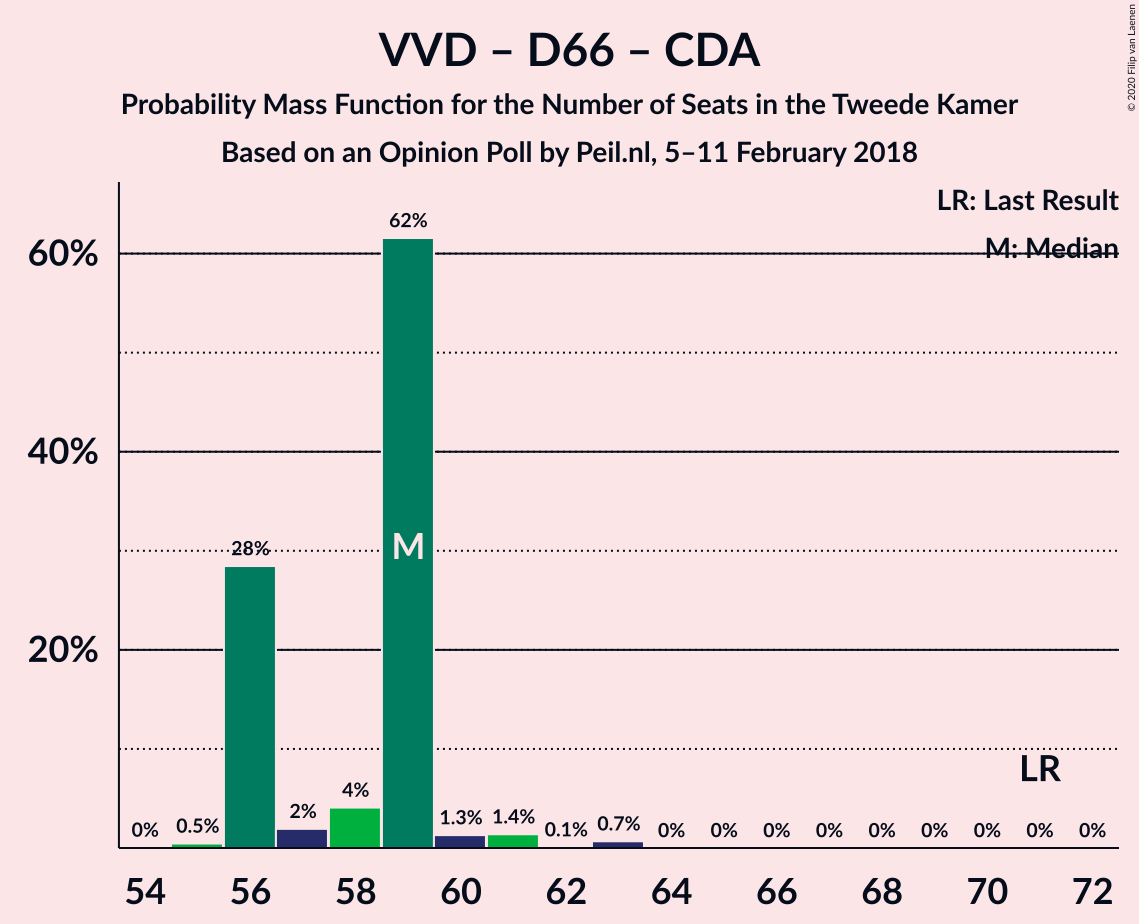 VVD – D66 – CDA
Probability Mass Function for the Number of Seats in the Tweede Kamer
Based on an Opinion Poll by Peil.nl, 5–11 February 2018
© 2020 Filip van Laenen
LR: Last Result
M: Median
60%
40%
20%
62%
28%
M
LR
0% 0.5% 2% 4% 1.3% 1.4% 0.1% 0.7% 0% 0% 0% 0% 0% 0% 0% 0% 0%
54 56 58 60 62 64 66 68 70 72